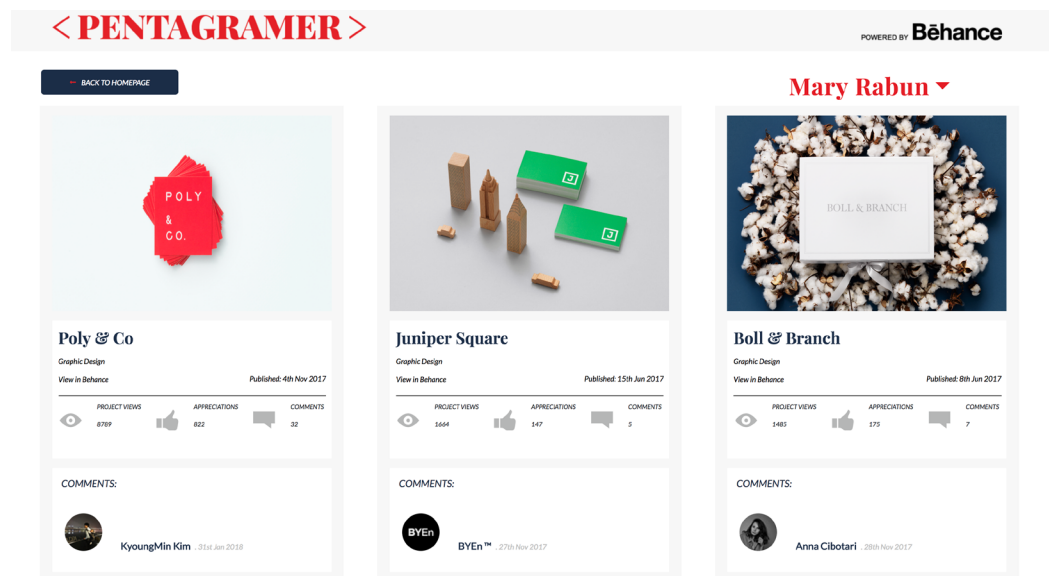 < PENTAGRAMER >
POWERED BY Bēhance
← BACK TO HOMEPAGE
Mary Rabun
POLY
&
CO.
J
J
BOLL & BRANCH
Poly & Co
Graphic Design
View in Behance
Published: 4th Nov 2017
PROJECT VIEWS
8789
APPRECIATIONS
822
COMMENTS
32
COMMENTS:
KyoungMin Kim . 31st Jan 2018
Juniper Square
Graphic Design
View in Behance
Published: 15th Jun 2017
PROJECT VIEWS
1664
APPRECIATIONS
147
COMMENTS
5
COMMENTS:
BYEn
BYEn ™ . 27th Nov 2017
Boll & Branch
Graphic Design
View in Behance
Published: 8th Jun 2017
PROJECT VIEWS
1485
APPRECIATIONS
175
COMMENTS
7
COMMENTS:
Anna Cibotari . 28th Nov 2017